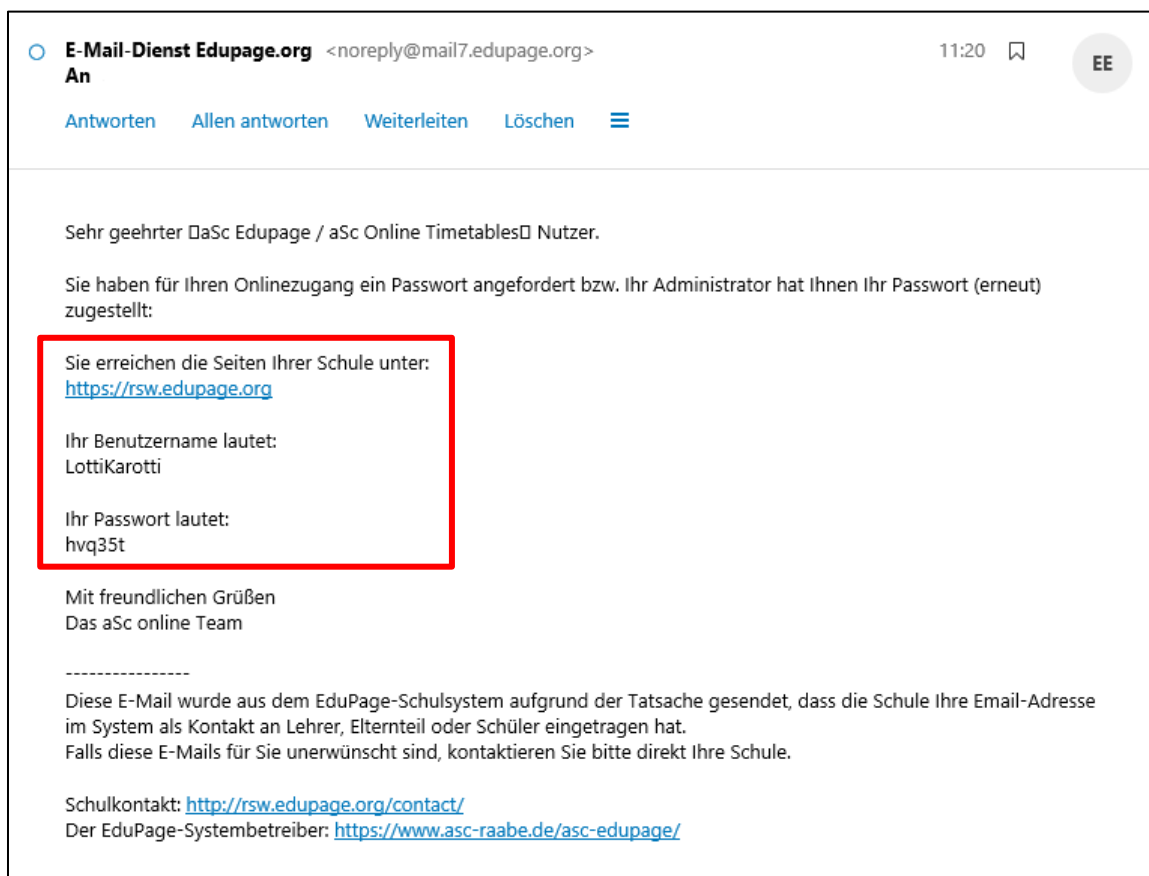 E-Mail-Dienst Edupage.org <noreply@mail7.edupage.org> 11:20 EE
An
Antworten Allen antworten Weiterleiten Löschen
Sehr geehrter ▯aSc Edupage / aSc Online Timetables▯ Nutzer.
Sie haben für Ihren Onlinezugang ein Passwort angefordert bzw. Ihr Administrator hat Ihnen Ihr Passwort (erneut)
zugestellt:
Sie erreichen die Seiten Ihrer Schule unter:
https://rsw.edupage.org
Ihr Benutzername lautet:
LottiKarotti
Ihr Passwort lautet:
hvq35t
Mit freundlichen Grüßen
Das aSc online Team
----------------
Diese E-Mail wurde aus dem EduPage-Schulsystem aufgrund der Tatsache gesendet, dass die Schule Ihre Email-Adresse
im System als Kontakt an Lehrer, Elternteil oder Schüler eingetragen hat.
Falls diese E-Mails für Sie unerwünscht sind, kontaktieren Sie bitte direkt Ihre Schule.
Schulkontakt: http://rsw.edupage.org/contact/
Der EduPage-Systembetreiber: https://www.asc-raabe.de/asc-edupage/